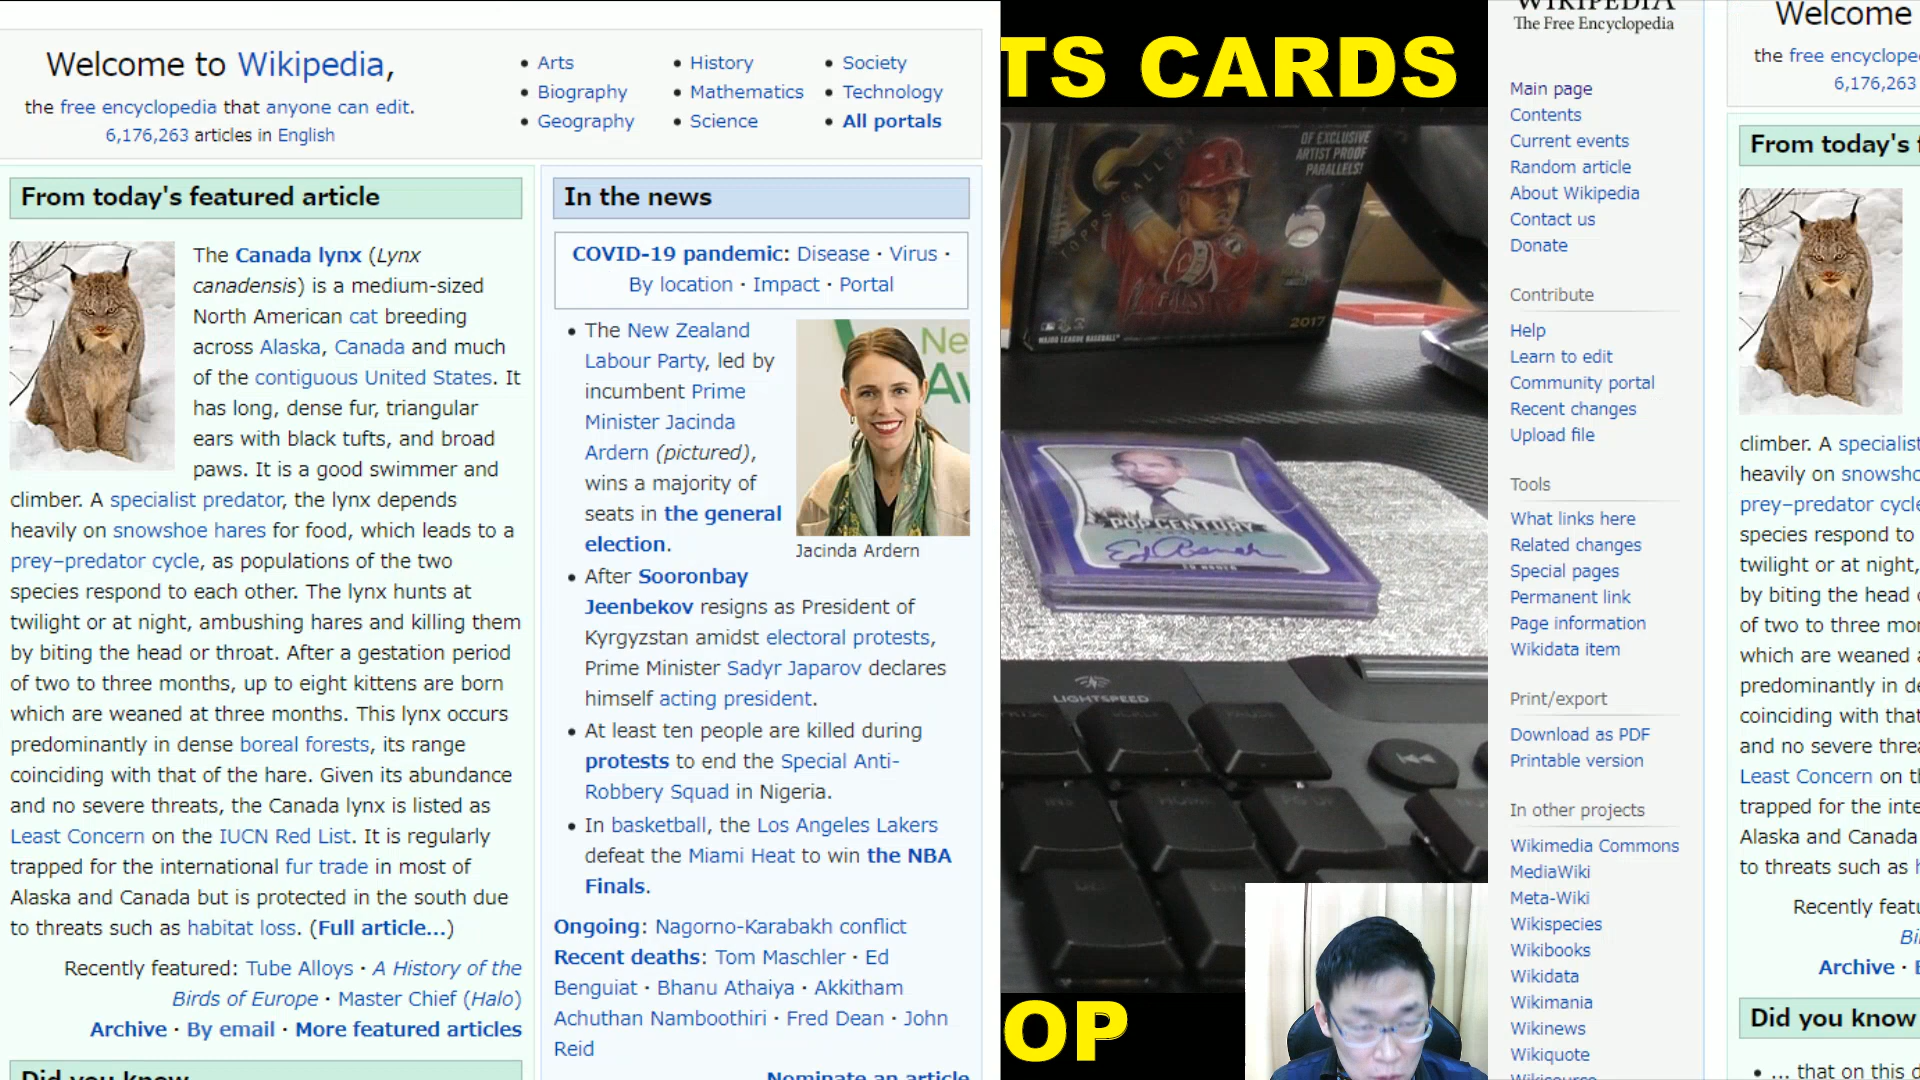 Welcome to Wikipedia,
the free encyclopedia that anyone can edit.
6,176,263 articles in English
Arts
Biography
Geography
History
Mathematics
Science
Society
Technology
All portals
From today's featured article
The Canada lynx (Lynx
canadensis) is a medium-sized
North American cat breeding
across Alaska, Canada and much
of the contiguous United States. It
has long, dense fur, triangular
ears with black tufts, and broad
paws. It is a good swimmer and
climber. A specialist predator, the lynx depends
heavily on snowshoe hares for food, which leads to a
prey–predator cycle, as populations of the two
species respond to each other. The lynx hunts at
twilight or at night, ambushing hares and killing them
by biting the head or throat. After a gestation period
of two to three months, up to eight kittens are born
which are weaned at three months. This lynx occurs
predominantly in dense boreal forests, its range
coinciding with that of the hare. Given its abundance
and no severe threats, the Canada lynx is listed as
Least Concern on the IUCN Red List. It is regularly
trapped for the international fur trade in most of
Alaska and Canada but is protected in the south due
to threats such as habitat loss. (Full article...)
Recently featured: Tube Alloys · A History of the
Birds of Europe · Master Chief (Halo)
Archive · By email · More featured articles
Did you know
In the news
COVID-19 pandemic: Disease · Virus ·
By location · Impact · Portal
The New Zealand
Labour Party, led by
incumbent Prime
Minister Jacinda
Ardern (pictured),
wins a majority of
seats in the general
election.
Jacinda Ardern
After Sooronbay
Jeenbekov resigns as President of
Kyrgyzstan amidst electoral protests,
Prime Minister Sadyr Japarov declares
himself acting president.
At least ten people are killed during
protests to end the Special Anti-
Robbery Squad in Nigeria.
In basketball, the Los Angeles Lakers
defeat the Miami Heat to win the NBA
Finals.
Ongoing: Nagorno-Karabakh conflict
Recent deaths: Tom Maschler · Ed
Benguiat · Bhanu Athaiya · Akkitham
Achuthan Namboothiri · Fred Dean · John
Reid
Nominate an article
TS CARDS
OF EXCLUSIVE
ARTIST PROOF
PARALLELS!
TOPPS GALLERY
2017
MAJOR LEAGUE BASEBALL
POP CENTURY
LIGHTSPEED
OP
WIKIPEDIA
The Free Encyclopedia
Main page
Contents
Current events
Random article
About Wikipedia
Contact us
Donate
Contribute
Help
Learn to edit
Community portal
Recent changes
Upload file
Tools
What links here
Related changes
Special pages
Permanent link
Page information
Wikidata item
Print/export
Download as PDF
Printable version
In other projects
Wikimedia Commons
MediaWiki
Meta-Wiki
Wikispecies
Wikibooks
Wikidata
Wikimania
Wikinews
Wikiquote
Wikisource
Welcome
the free encyclope
6,176,263
From today's f
climber. A specialist
heavily on snowsho
prey–predator cycle
species respond to
twilight or at night,
by biting the head o
of two to three mon
which are weaned a
predominantly in de
coinciding with that
and no severe threa
Least Concern on th
trapped for the inte
Alaska and Canada
to threats such as h
Recently featu
Bi
Archive · B
Did you know
... that on this d